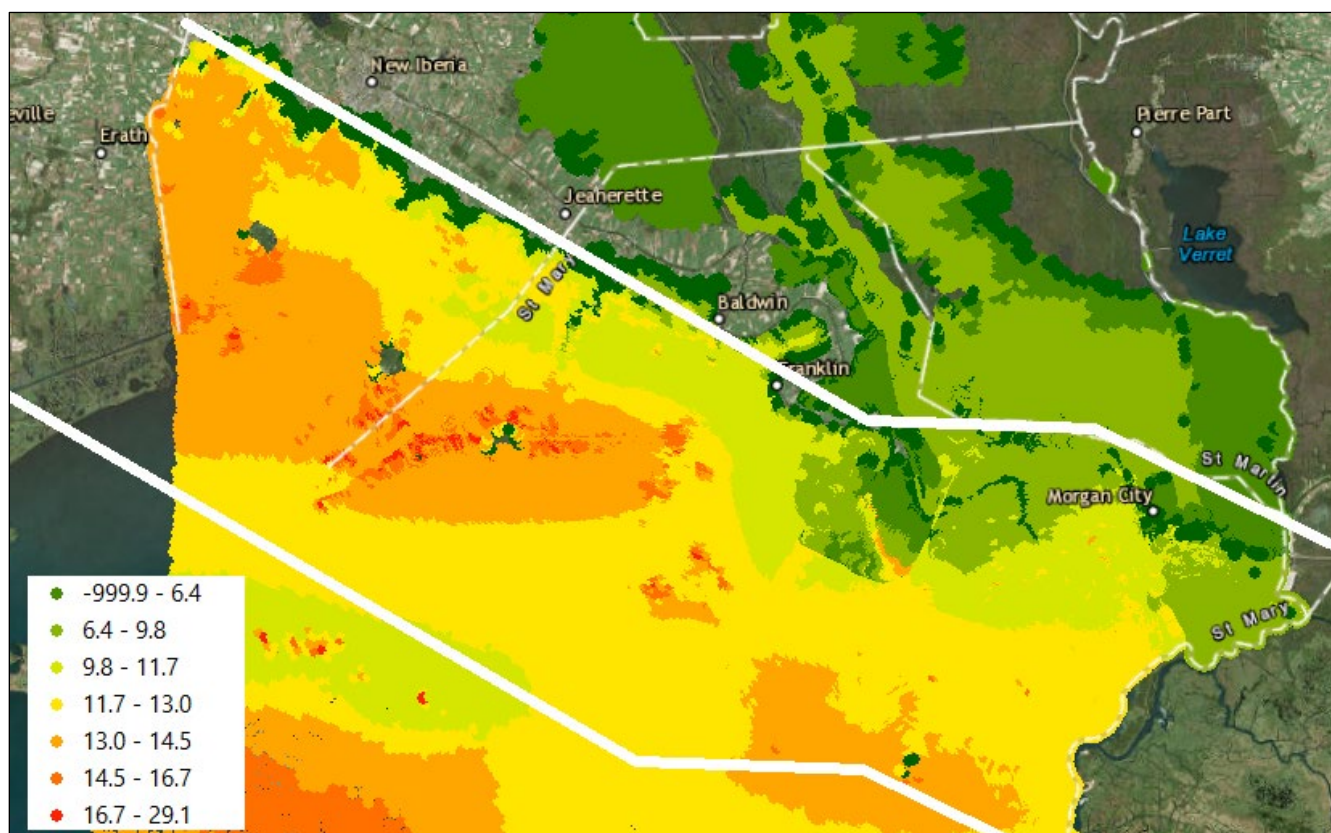 New Iberia
Pierre Part
eville
Erath
Jeanerette
Lake
Verret
St Mary
Baldwin
Franklin
St Martin
Morgan City
St Mary
-999.9 - 6.4
6.4 - 9.8
9.8 - 11.7
11.7 - 13.0
13.0 - 14.5
14.5 - 16.7
16.7 - 29.1